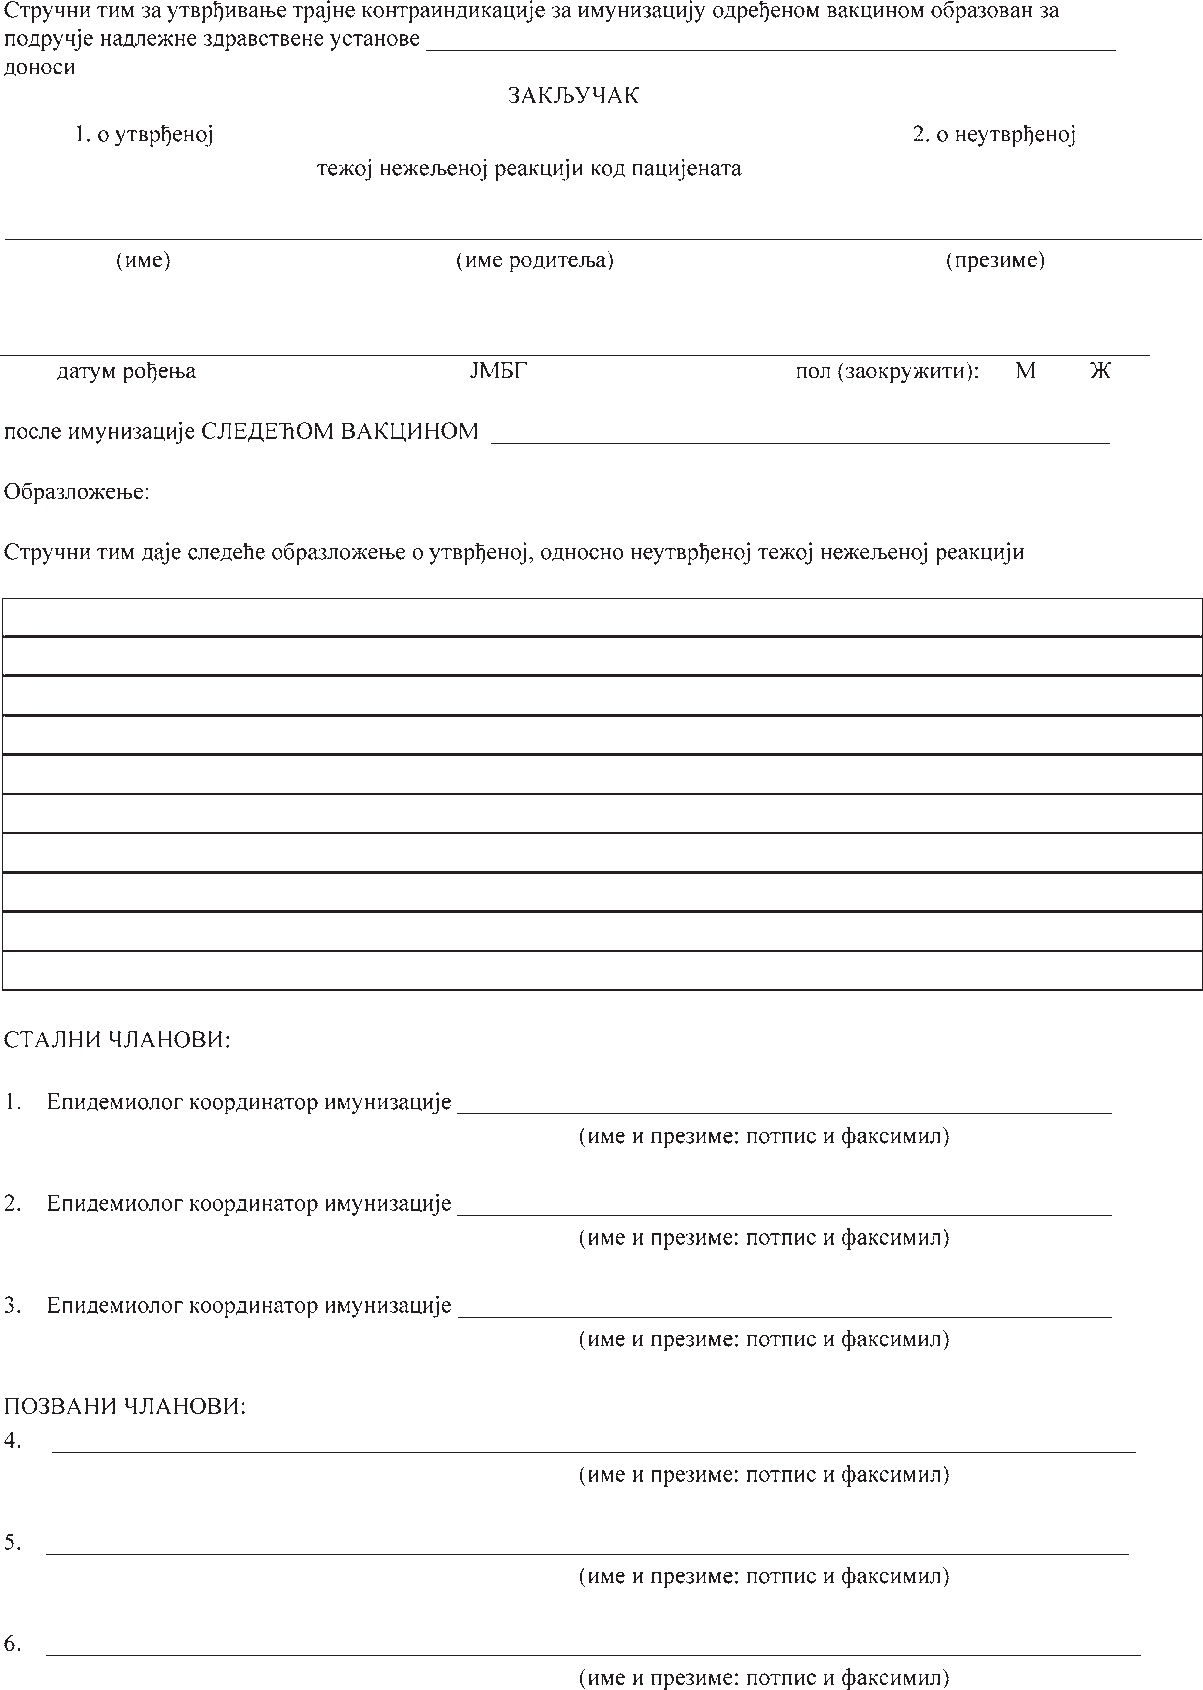 Стручни тим за утврђивање трајне контраиндикације за имунизацију одређеном вакцином образован за
подручје надлежне здравствене установе
доноси
ЗАКЉУЧАК
1. о утврђеној 2. о неутврђеној
тежој нежељеној реакцији код пацијената
(име) (име родитеља) (презиме)
датум рођења ЈМБГ пол (заокружити): М Ж
после имунизације СЛЕДЕЋОМ ВАКЦИНОМ
Образложење:
Стручни тим даје следеће образложење о утврђеној, односно неутврђеној тежој нежељеној реакцији
СТАЛНИ ЧЛАНОВИ:
1. Епидемиолог координатор имунизације
(име и презиме: потпис и факсимил)
2. Епидемиолог координатор имунизације
(име и презиме: потпис и факсимил)
3. Епидемиолог координатор имунизације
(име и презиме: потпис и факсимил)
ПОЗВАНИ ЧЛАНОВИ:
4.
(име и презиме: потпис и факсимил)
5.
(име и презиме: потпис и факсимил)
6.
(име и презиме: потпис и факсимил)